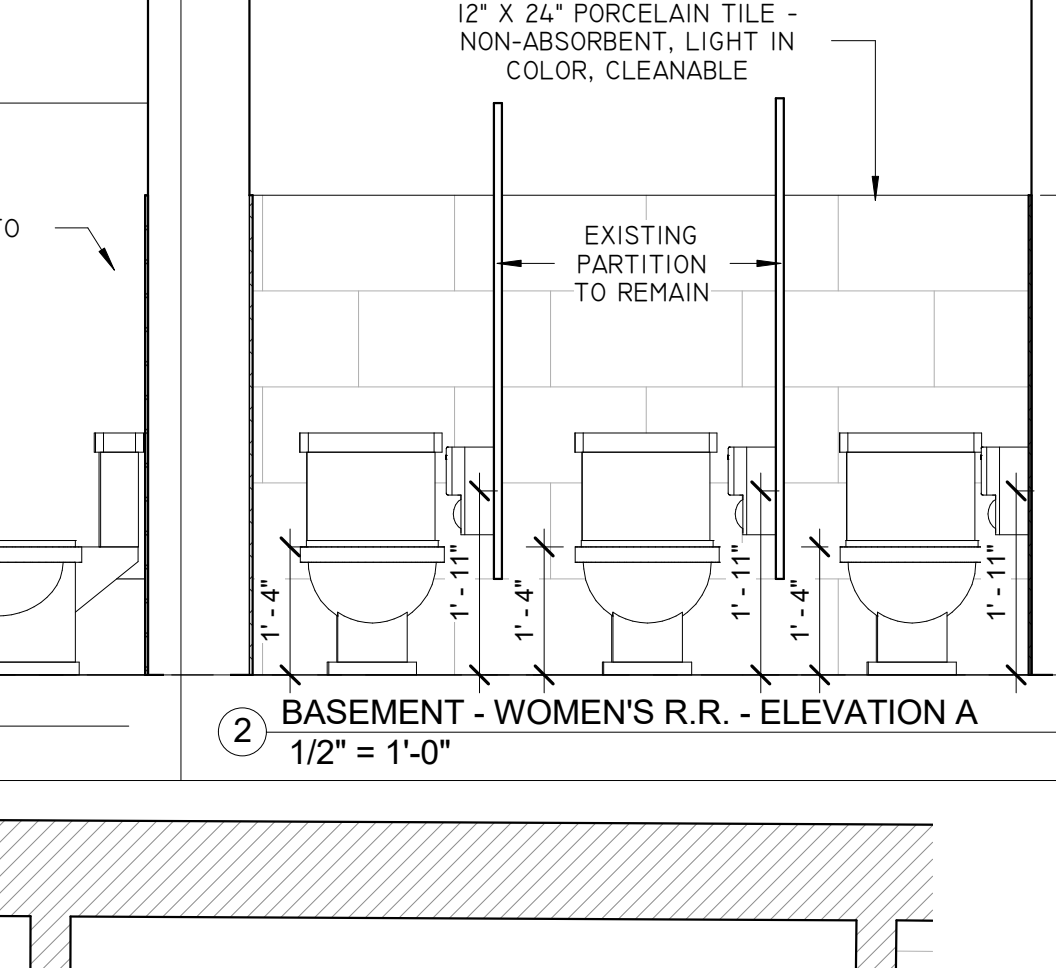 12" X 24" PORCELAIN TILE -
NON-ABSORBENT, LIGHT IN
COLOR, CLEANABLE
TO
EXISTING
PARTITION
TO REMAIN
1' - 4"
1' - 11"
1' - 4"
1' - 11"
1' - 4"
1' - 11"
2
BASEMENT - WOMEN'S R.R. - ELEVATION A
1/2" = 1'-0"